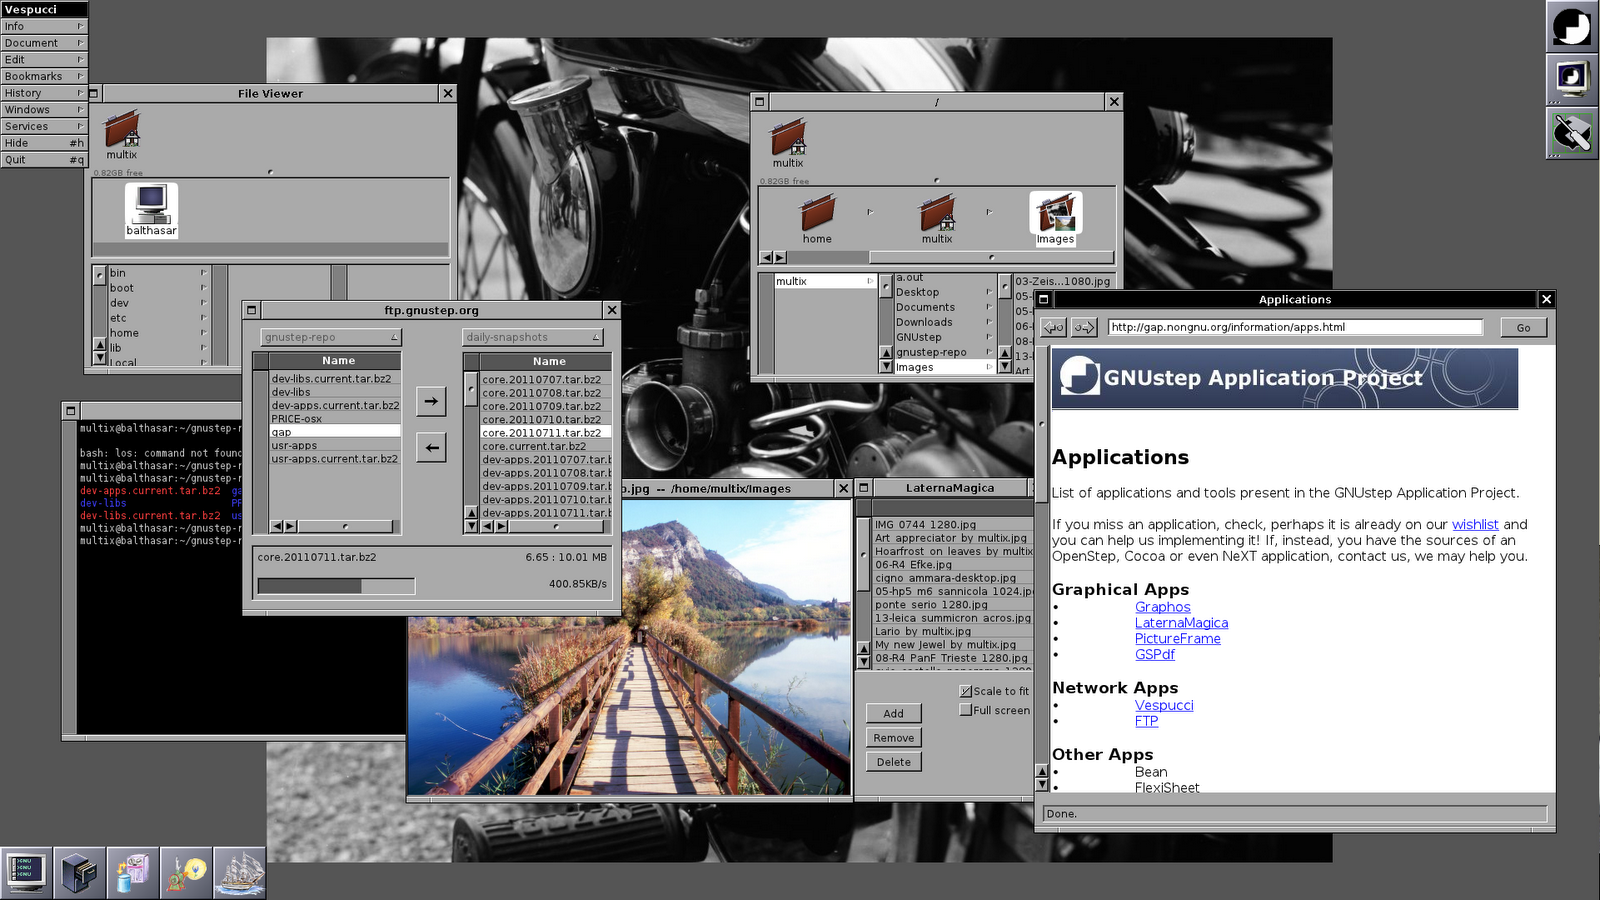 Vespucci
Info
Document
Edit
Bookmarks
History
Windows
Services
Hide #h
Quit #q
File Viewer
multix
0.82GB free
balthasar
bin
boot
dev
etc
home
lib
Local
/
multix
0.82GB free
home
multix
Images
multix
a.out
Desktop
Documents
Downloads
GNUstep
gnustep-repo
Images
03-Zeis...1080.jpg
05-
05-
06-
08-
13-
Art
ftp.gnustep.org
gnustep-repo
daily-snapshots
Name
dev-libs.current.tar.bz2
dev-libs
dev-apps.current.tar.bz2
PRICE-osx
gap
usr-apps
usr-apps.current.tar.bz2
Name
core.20110707.tar.bz2
core.20110708.tar.bz2
core.20110709.tar.bz2
core.20110710.tar.bz2
core.20110711.tar.bz2
core.current.tar.bz2
dev-apps.20110707.tar.b
dev-apps.20110708.tar.b
dev-apps.20110709.tar.b
dev-apps.20110710.tar.b
dev-apps.20110711.tar.b
core.20110711.tar.bz2 6.65 : 10.01 MB
400.85KB/s
multix@balthasar:~/gnustep-r
bash: los: command not found
multix@balthasar:~/gnustep-r
multix@balthasar:~/gnustep-r
dev-apps.current.tar.bz2 ga
dev-libs PR
dev-libs.current.tar.bz2 us
multix@balthasar:~/gnustep-r
multix@balthasar:~/gnustep-r
.jpg -- /home/multix/Images
LaternaMagica
IMG 0744 1280.jpg
Art appreciator by multix.jpg
Hoarfrost on leaves by multix
06-R4 Efke.jpg
cigno ammara-desktop.jpg
05-hp5 m6 sannicola 1024.jp
ponte serio 1280.jpg
13-leica summicron acros.jpg
Lario by multix.jpg
My new Jewel by multix.jpg
08-R4 PanF Trieste 1280.jpg
Scale to fit
Full screen
Add
Remove
Delete
Applications
http://gap.nongnu.org/information/apps.html
Go
GNUstep Application Project
Applications
List of applications and tools present in the GNUstep Application Project.
If you miss an application, check, perhaps it is already on our wishlist and
you can help us implementing it! If, instead, you have the sources of an
OpenStep, Cocoa or even NeXT application, contact us, we may help you.
Graphical Apps
• Graphos
• LaternaMagica
• PictureFrame
• GSPdf
Network Apps
• Vespucci
• FTP
Other Apps
• Bean
• FlexiSheet
Done.